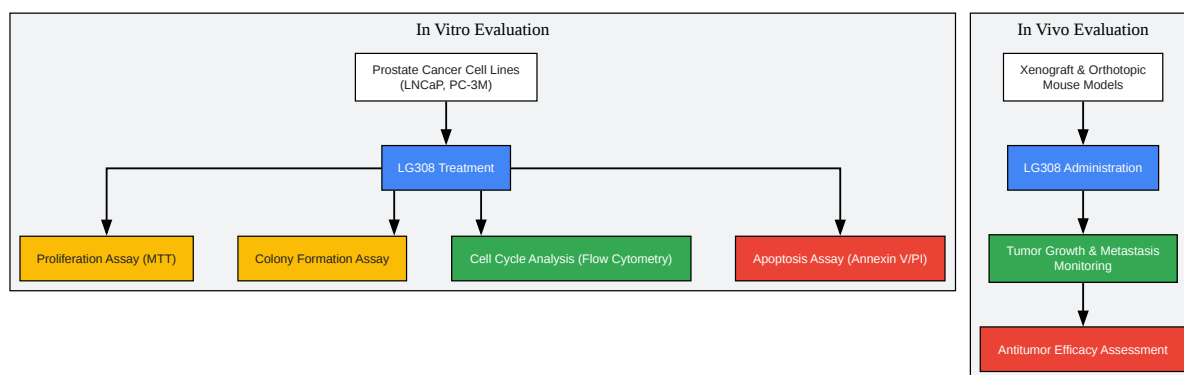 In Vitro Evaluation
Prostate Cancer Cell Lines
(LNCaP, PC-3M)
LG308 Treatment
Proliferation Assay (MTT)
Colony Formation Assay
Cell Cycle Analysis (Flow Cytometry)
Apoptosis Assay (Annexin V/PI)
In Vivo Evaluation
Xenograft & Orthotopic
Mouse Models
LG308 Administration
Tumor Growth & Metastasis
Monitoring
Antitumor Efficacy Assessment